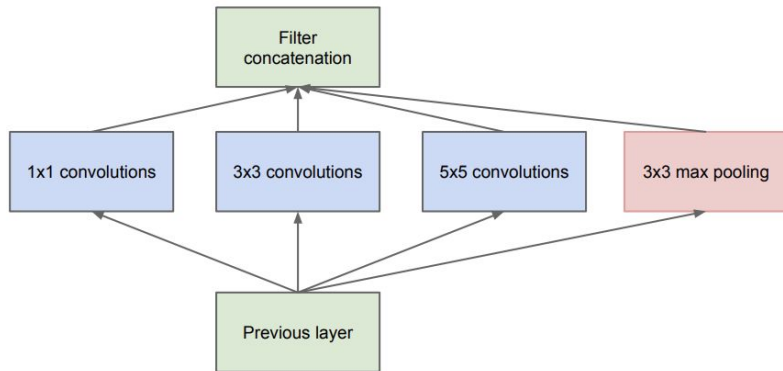 Filter
concatenation
1x1 convolutions
3x3 convolutions
5x5 convolutions
3x3 max pooling
Previous layer